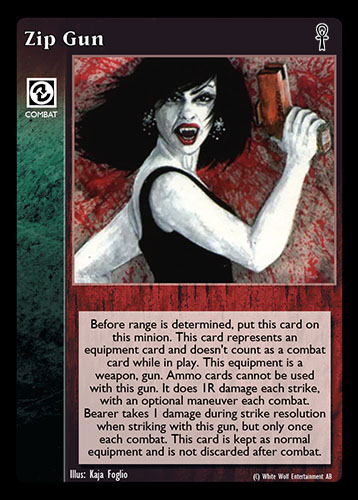 Zip Gun
COMBAT
Before range is determined, put this card on
this minion. This card represents an
equipment card and doesn't count as a combat
card while in play. This equipment is a
weapon, gun. Ammo cards cannot be used
with this gun. It does 1R damage each strike,
with an optional maneuver each combat.
Bearer takes 1 damage during strike resolution
when striking with this gun, but only once
each combat. This card is kept as normal
equipment and is not discarded after combat.
Illus: Kaja Foglio
(C) White Wolf Entertainment AB